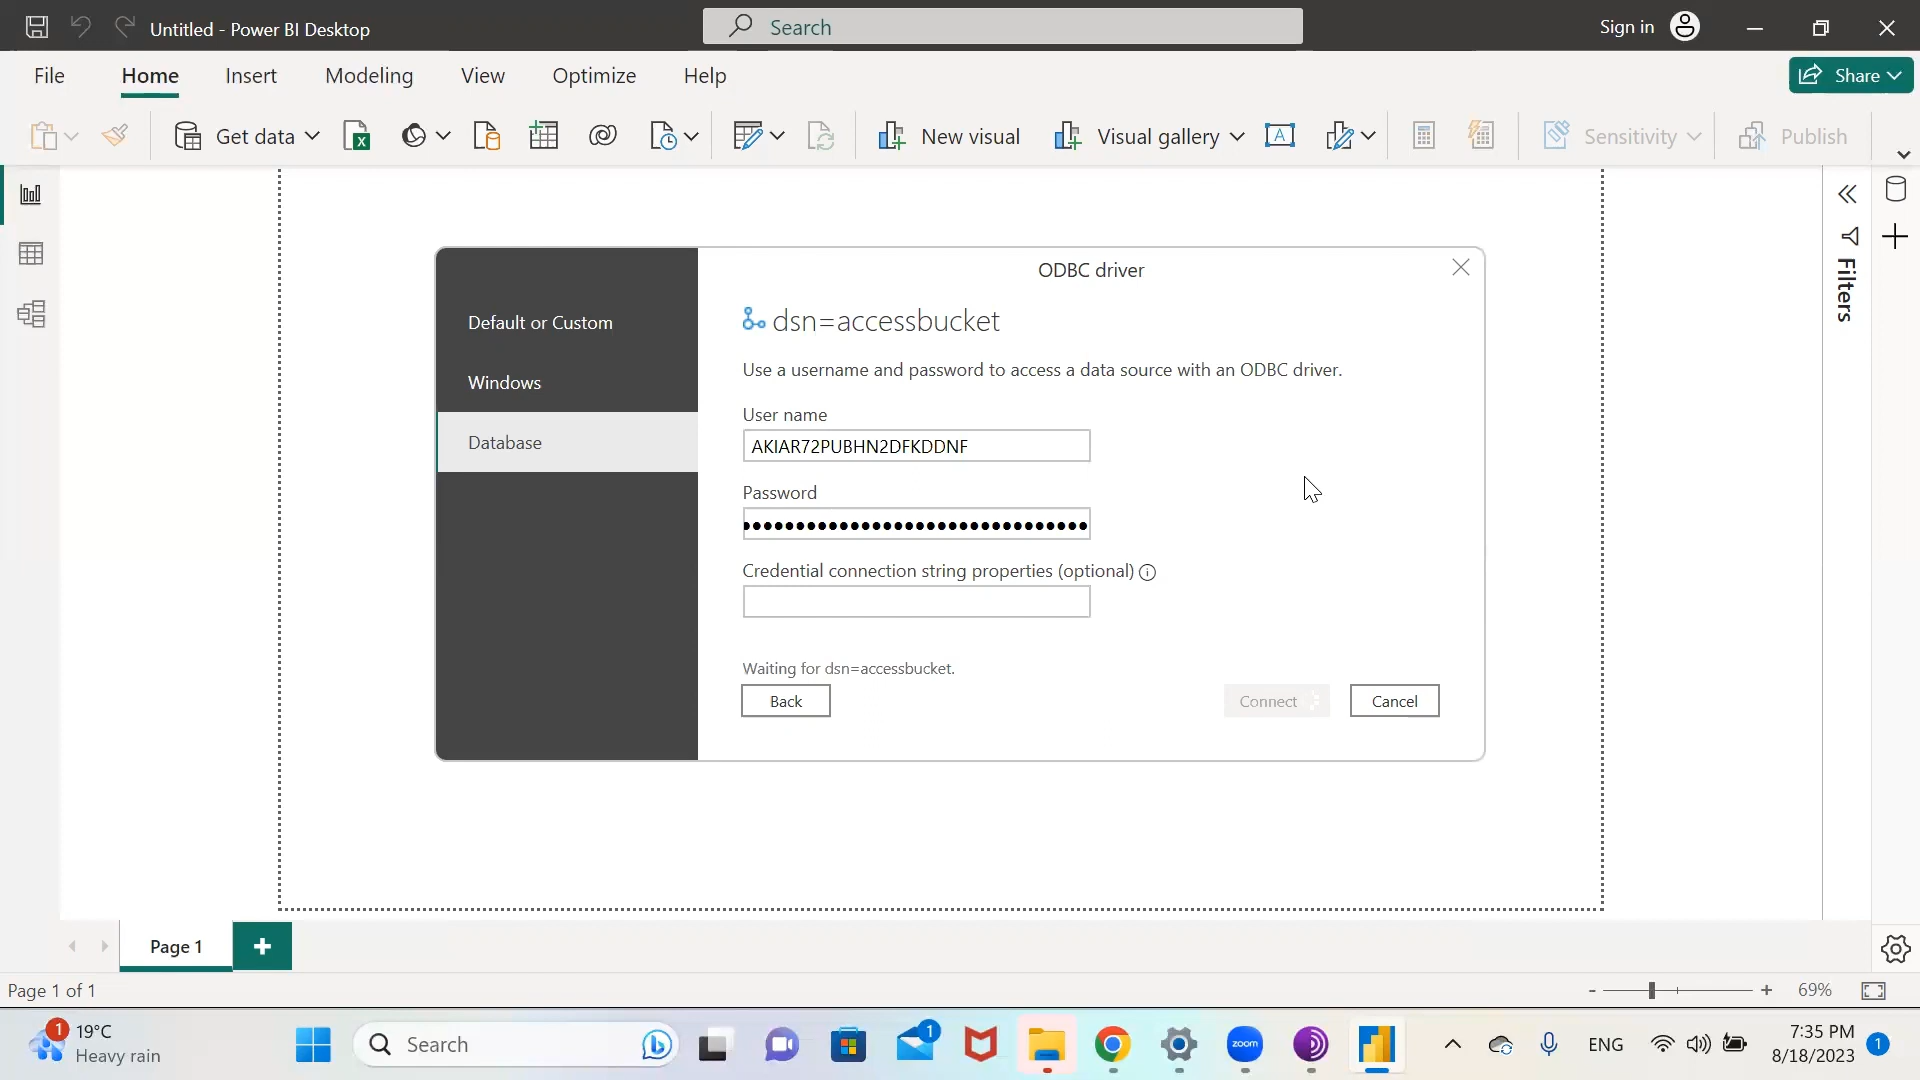 Untitled - Power BI Desktop
Search
Sign in
File
Home
Insert
Modeling
View
Optimize
Help
Share
Get data
New visual
Visual gallery
A
Sensitivity
Publish
ODBC driver
Default or Custom
Windows
Database
dsn=accessbucket
Use a username and password to access a data source with an ODBC driver.
User name
AKIAR72PUBHN2DFKDDNF
Password
Credential connection string properties (optional)
Waiting for dsn=accessbucket.
Back
Connect
Cancel
Filters
Page 1
Page 1 of 1
69%
1
19°C
Heavy rain
Search
1
zoom
ENG
7:35 PM
8/18/2023
1